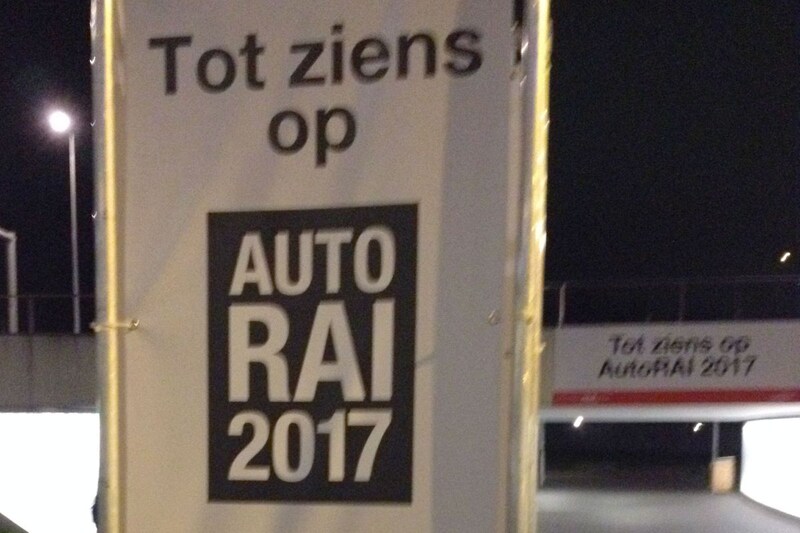 Tot ziens
op
AUTO
RAI
2017
Tot ziens op
AutoRAI 2017